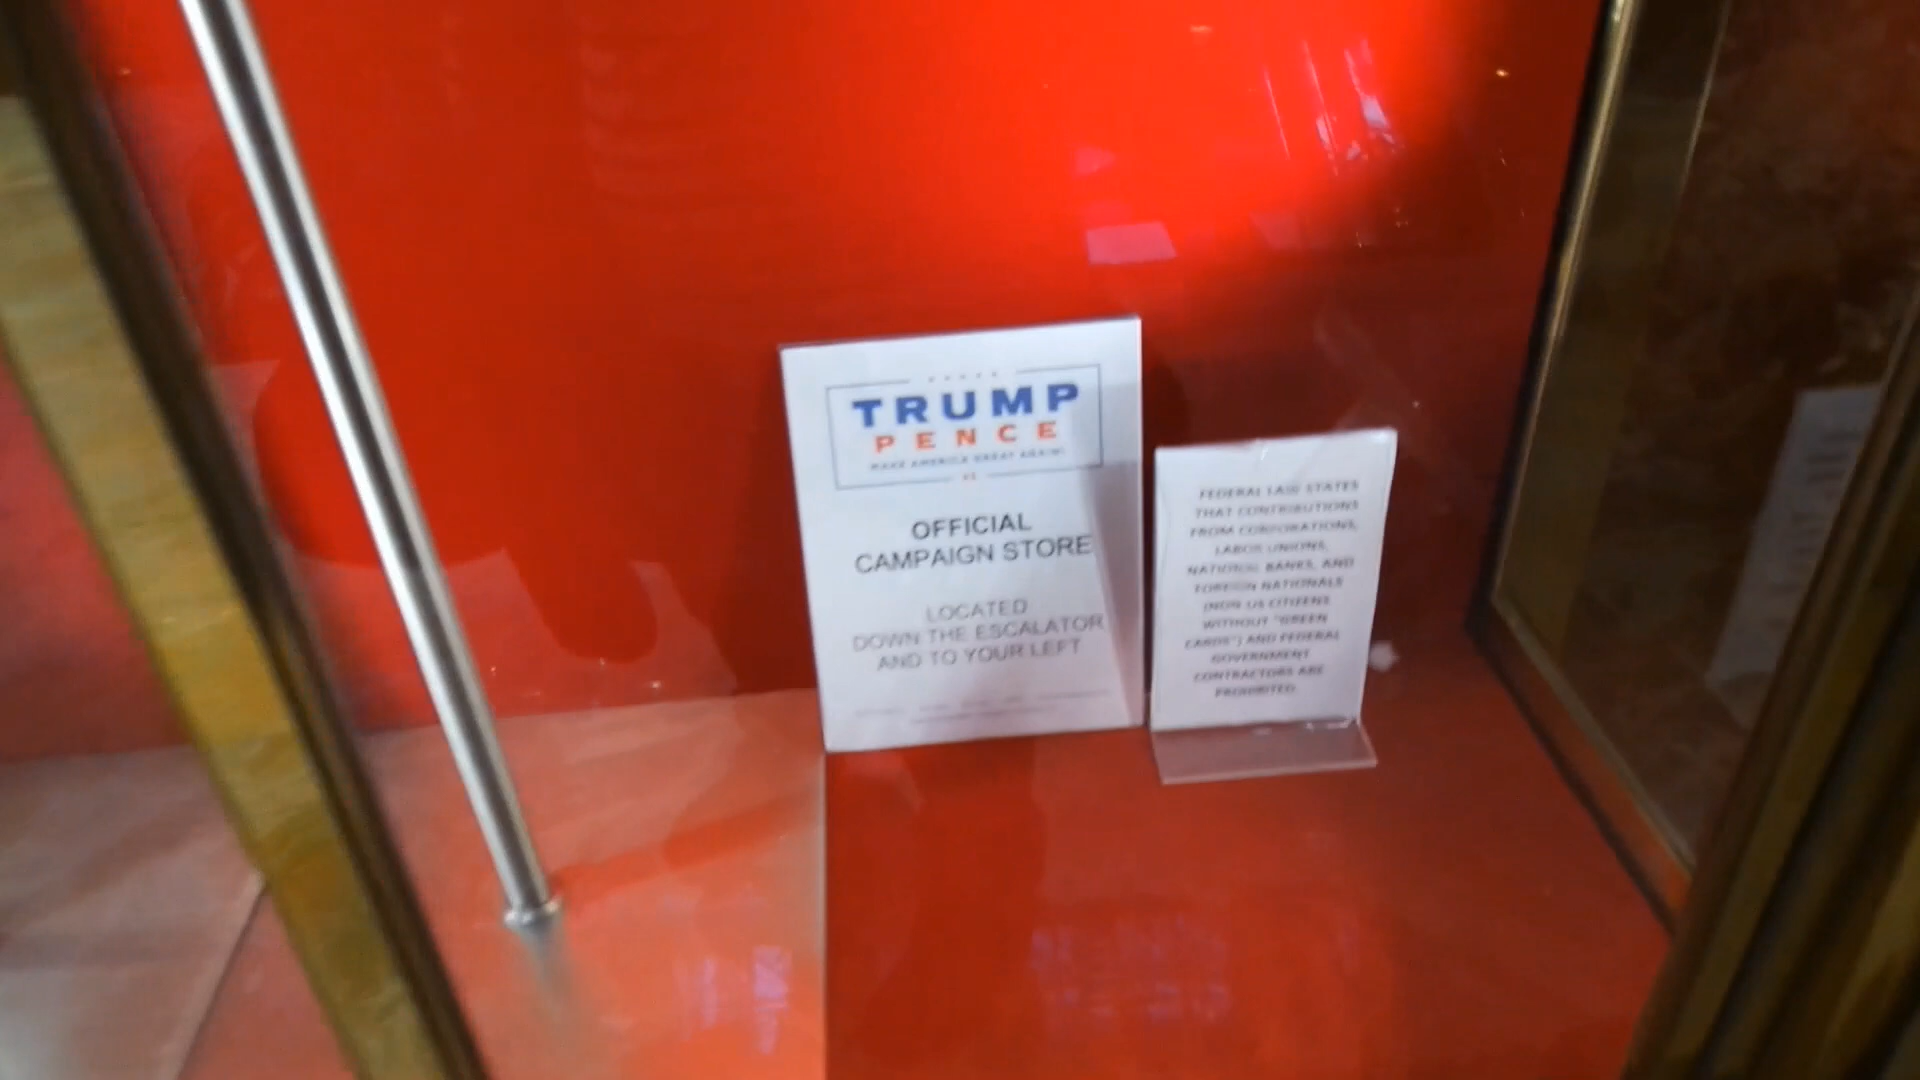 TRUMP
PENCE
MAKE AMERICA GREAT AGAIN!
OFFICIAL
CAMPAIGN STORE
LOCATED
DOWN THE ESCALATOR
AND TO YOUR LEFT
FEDERAL LAW STATES
THAT CONTRIBUTIONS
FROM CORPORATIONS,
LABOR UNIONS,
NATIONAL BANKS, AND
FOREIGN NATIONALS
(NON US CITIZENS
WITHOUT "GREEN
CARDS") AND FEDERAL
GOVERNMENT
CONTRACTORS ARE
PROHIBITED.